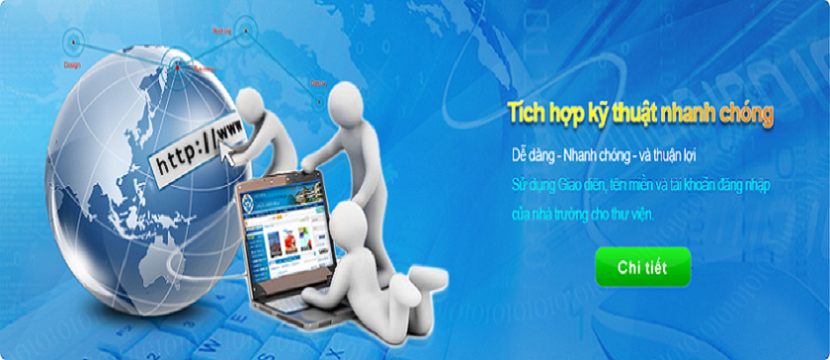 Design
http://www
Tích hợp kỹ thuật nhanh chóng
Dễ dàng - Nhanh chóng - và thuận lợi
Sử dụng Giao diện, tên miền và tài khoản đăng nhập
của nhà trường cho thư viện.
Chi tiết